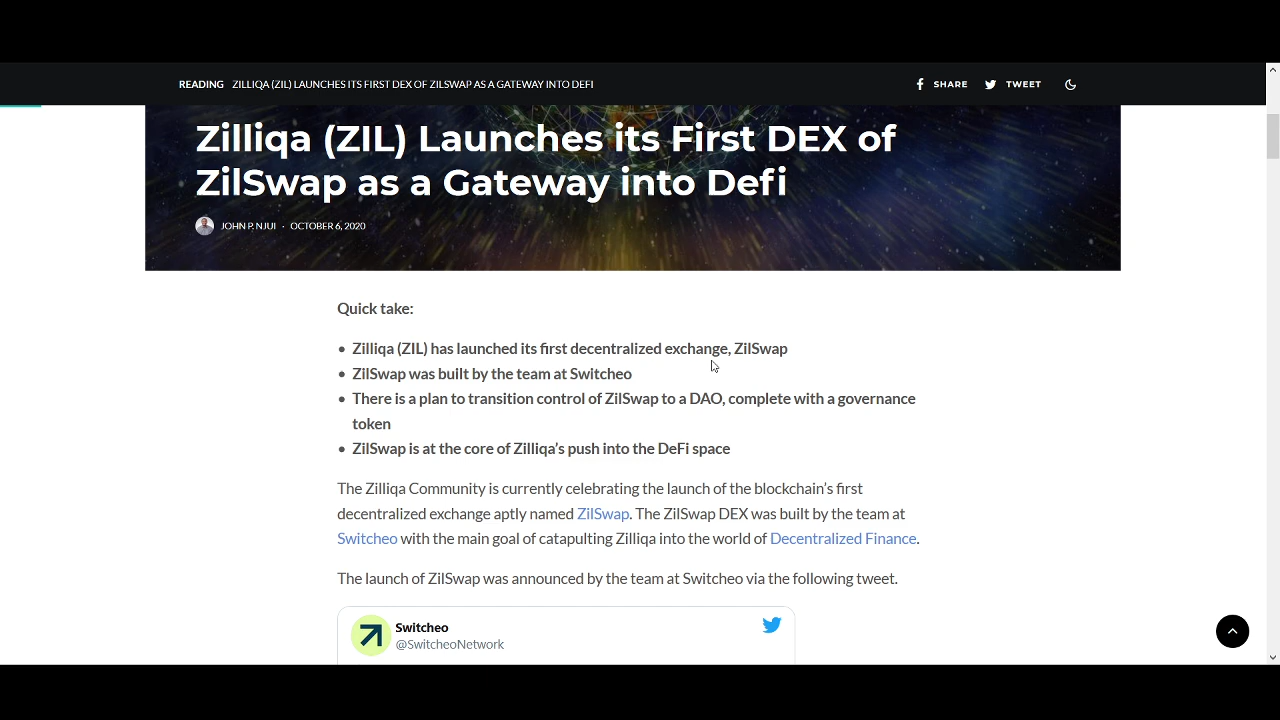 READING ZILLIQA (ZIL) LAUNCHES ITS FIRST DEX OF ZILSWAP AS A GATEWAY INTO DEFI
SHARE TWEET
Zilliqa (ZIL) Launches its First DEX of
ZilSwap as a Gateway into Defi
JOHN P. NJUI · OCTOBER 6, 2020
Quick take:
• Zilliqa (ZIL) has launched its first decentralized exchange, ZilSwap
• ZilSwap was built by the team at Switcheo
• There is a plan to transition control of ZilSwap to a DAO, complete with a governance
token
• ZilSwap is at the core of Zilliqa’s push into the DeFi space
The Zilliqa Community is currently celebrating the launch of the blockchain’s first
decentralized exchange aptly named ZilSwap. The ZilSwap DEX was built by the team at
Switcheo with the main goal of catapulting Zilliqa into the world of Decentralized Finance.
The launch of ZilSwap was announced by the team at Switcheo via the following tweet.
Switcheo
@SwitcheoNetwork